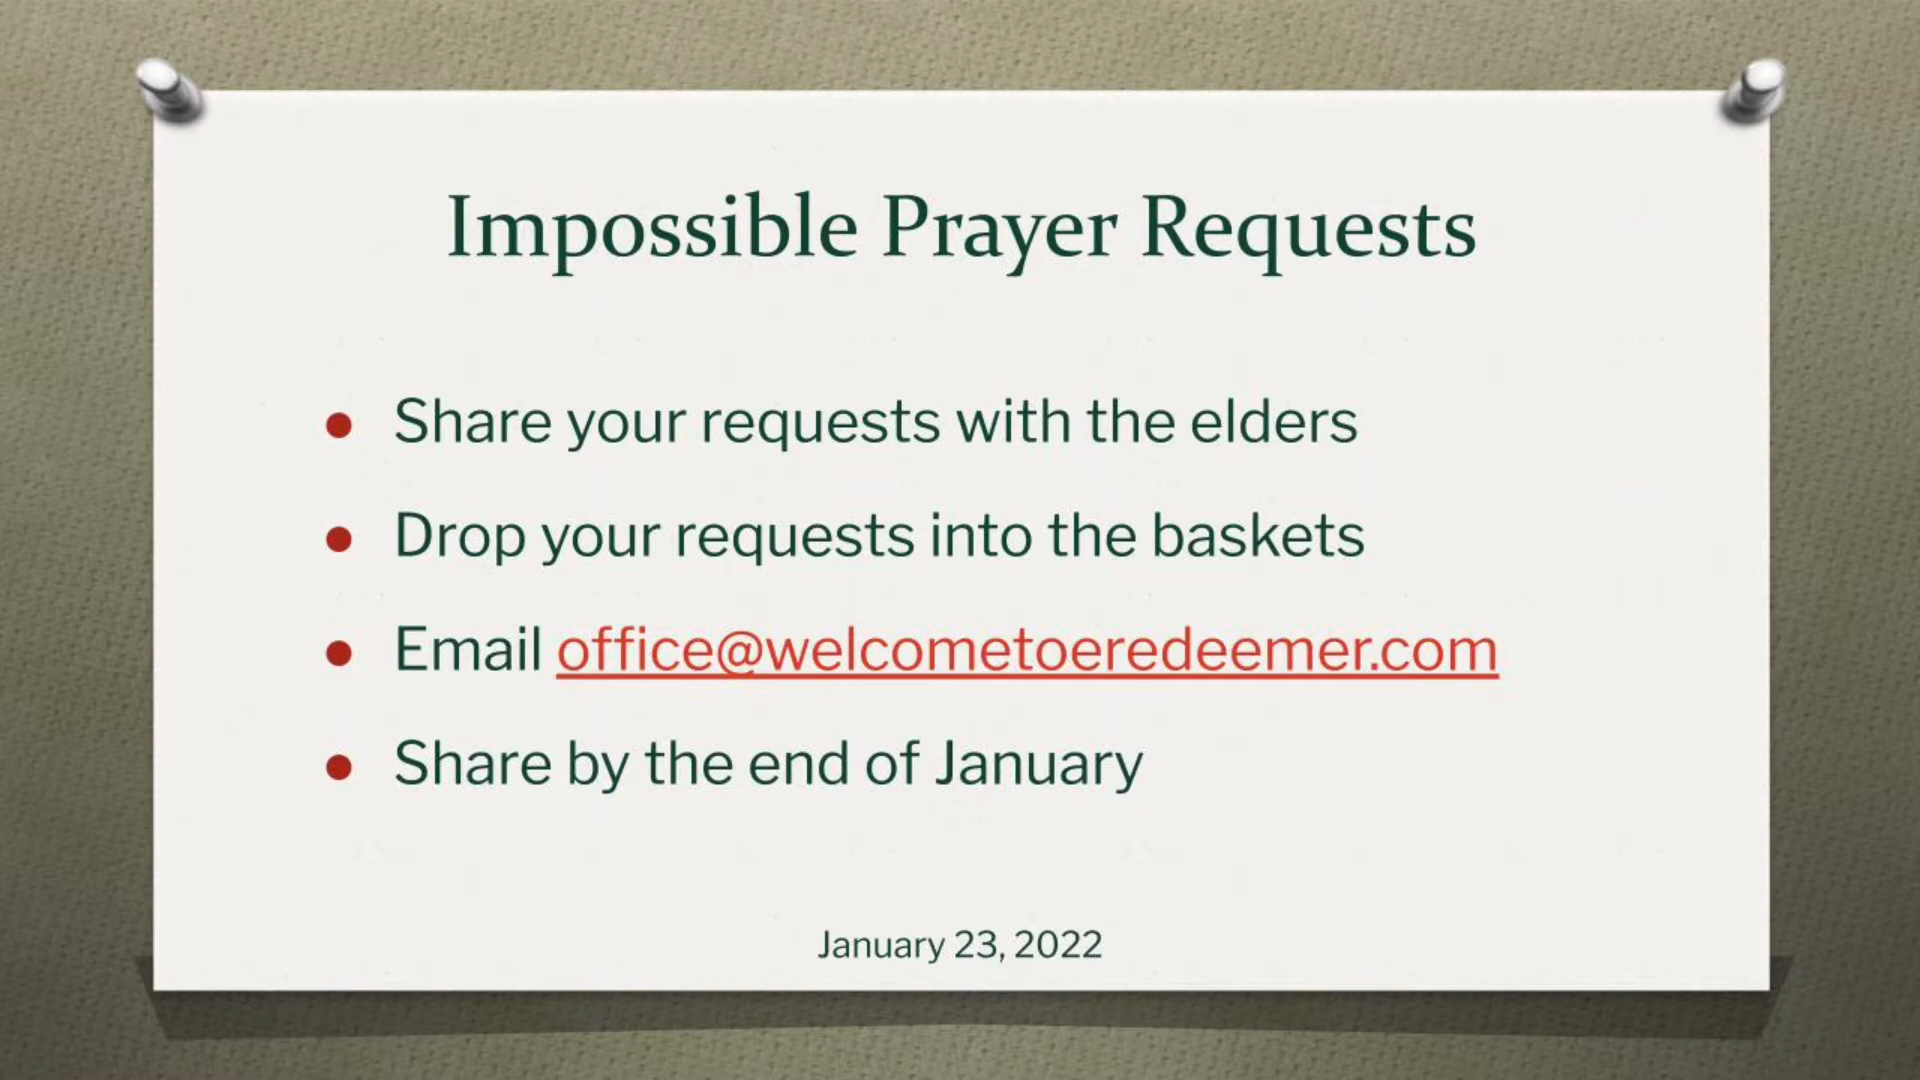 Impossible Prayer Requests
● Share your requests with the elders
● Drop your requests into the baskets
● Email office@welcometoeredeemer.com
● Share by the end of January
January 23, 2022